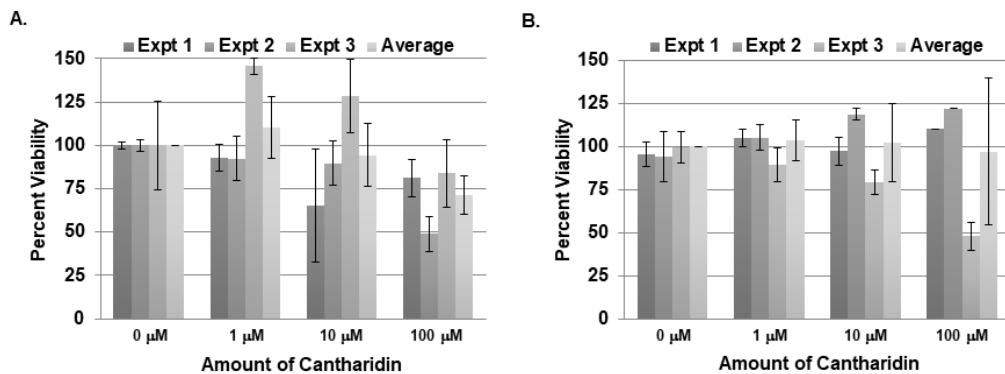 A.
Expt 1 Expt 2 Expt 3 Average
150
125
100
75
50
25
0
Percent Viability
0 µM 1 µM 10 µM 100 µM
Amount of Cantharidin
B.
Expt 1 Expt 2 Expt 3 Average
150
125
100
75
50
25
0
Percent Viability
0 µM 1 µM 10 µM 100 µM
Amount of Cantharidin